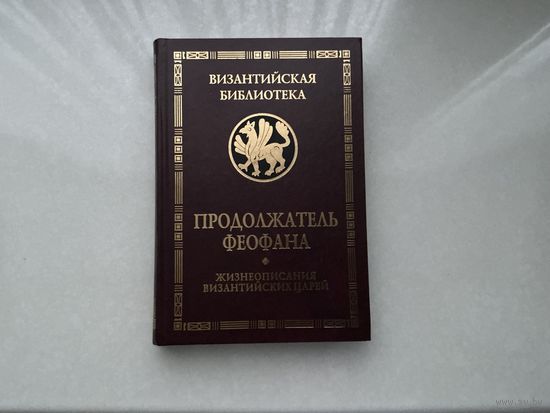 ВИЗАНТИЙСКАЯ
БИБЛИОТЕКА
ПРОДОЛЖАТЕЛЬ
ФЕОФАНА
ЖИЗНЕОПИСАНИЯ
ВИЗАНТИЙСКИХ ЦАРЕЙ